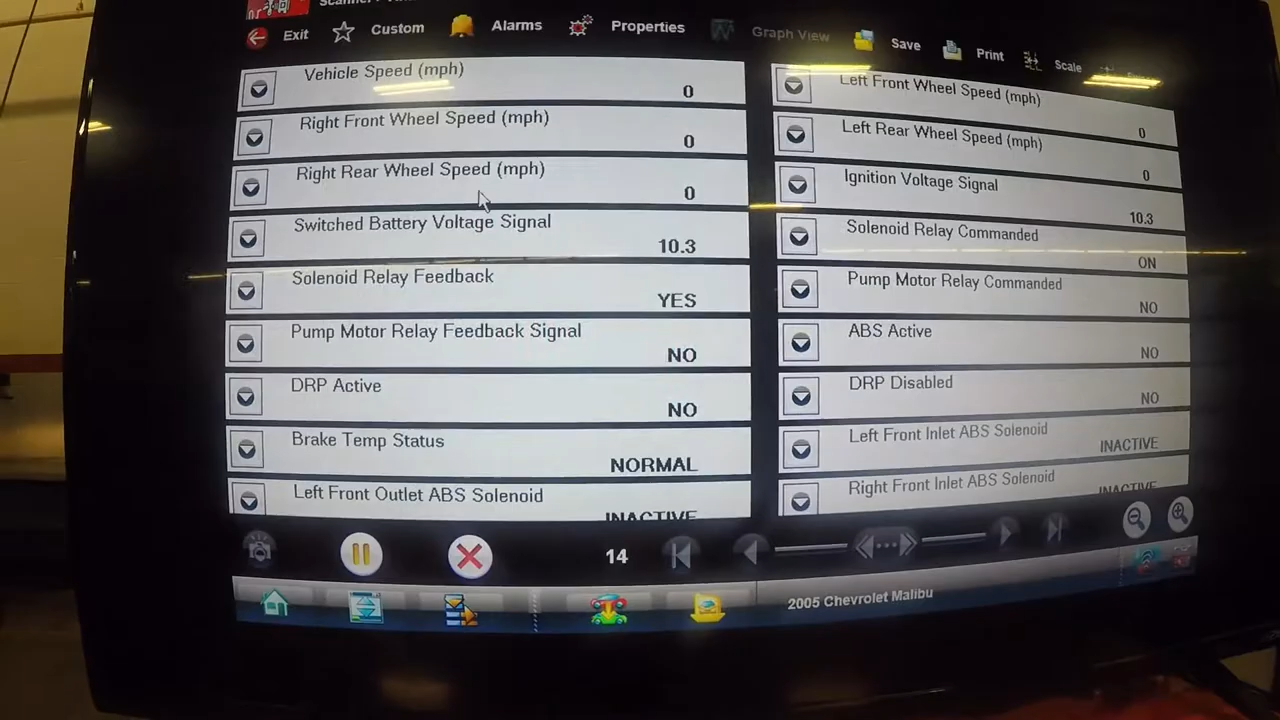 Exit Custom Alarms Properties Graph View Save Print Scale
Vehicle Speed (mph)
0
Left Front Wheel Speed (mph)
0
Right Front Wheel Speed (mph)
0
Left Rear Wheel Speed (mph)
0
Right Rear Wheel Speed (mph)
0
Ignition Voltage Signal
10.3
Switched Battery Voltage Signal
10.3
Solenoid Relay Commanded
ON
Solenoid Relay Feedback
YES
Pump Motor Relay Commanded
NO
Pump Motor Relay Feedback Signal
NO
ABS Active
NO
DRP Active
NO
DRP Disabled
NO
Brake Temp Status
NORMAL
Left Front Inlet ABS Solenoid
INACTIVE
Left Front Outlet ABS Solenoid
INACTIVE
Right Front Inlet ABS Solenoid
INACTIVE
14
2005 Chevrolet Malibu